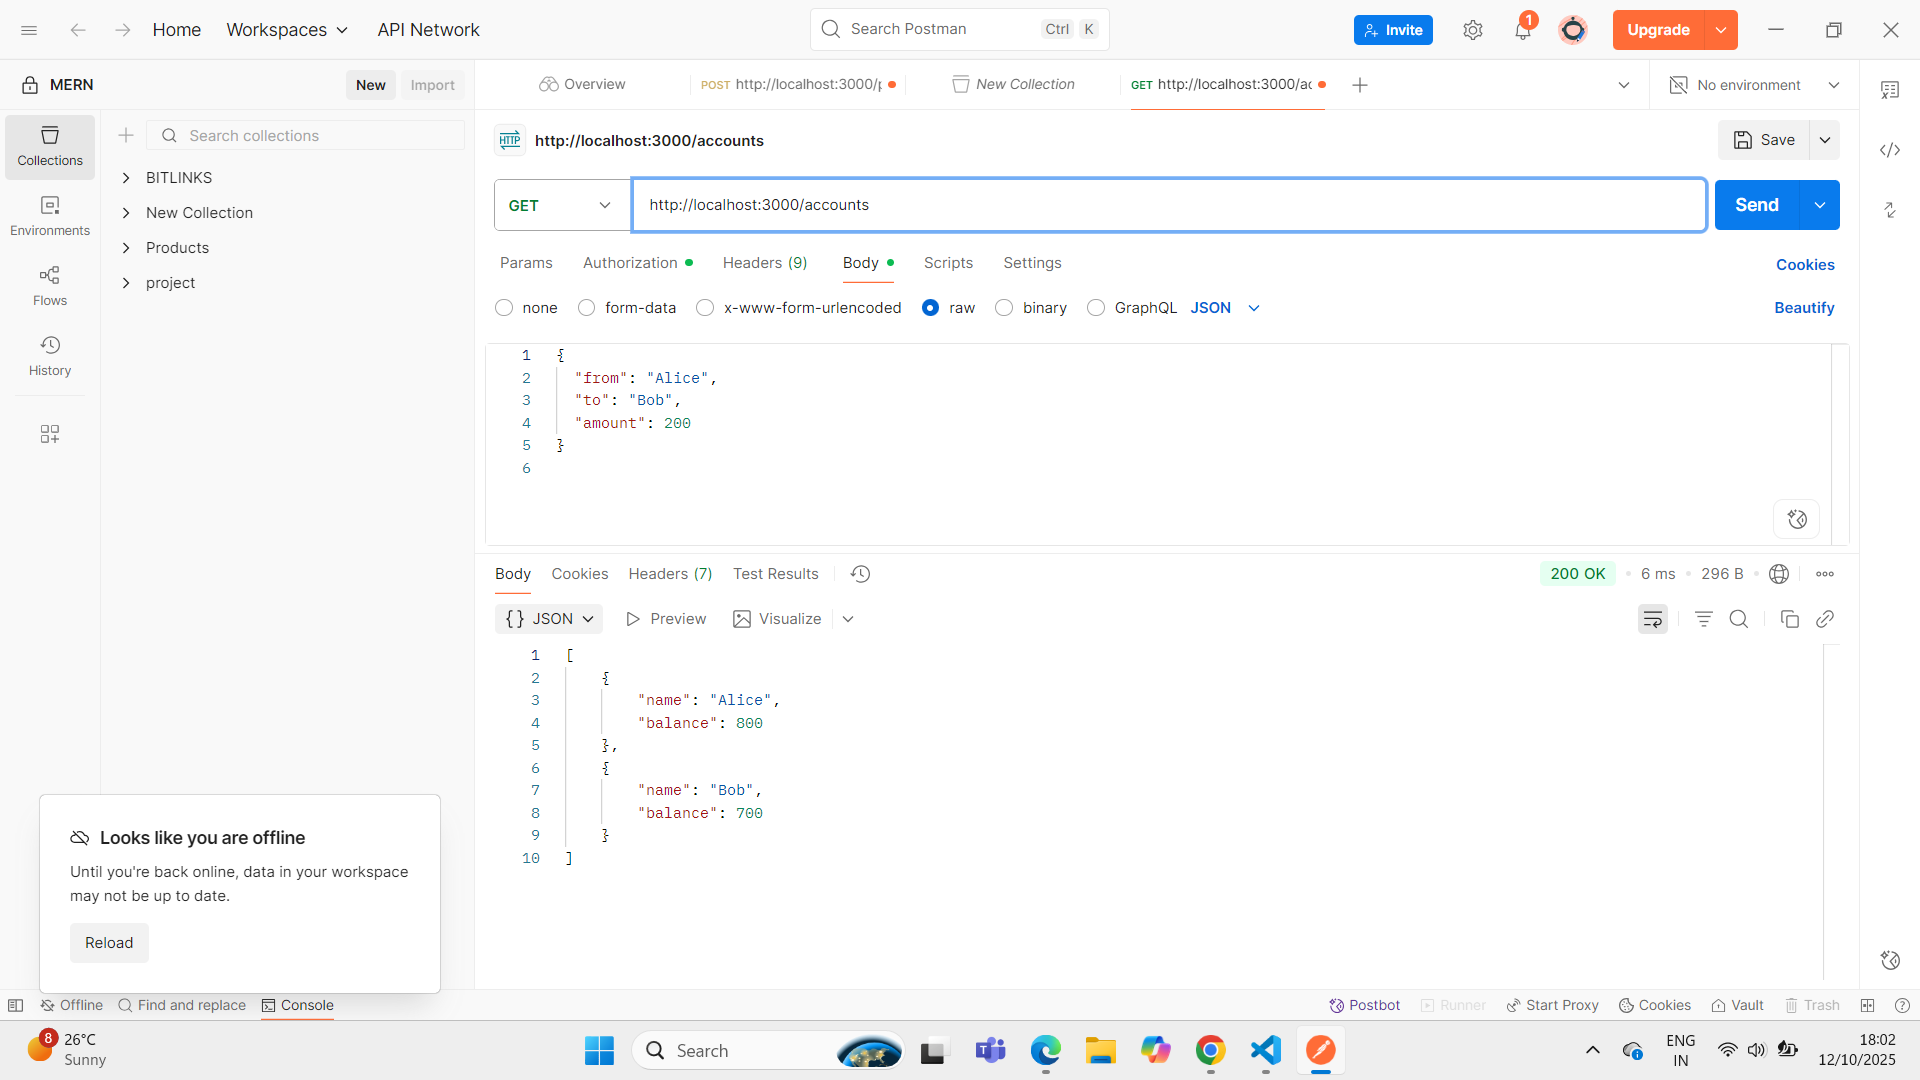 Home
Workspaces
API Network
Search Postman
Ctrl
K
Invite
1
Upgrade
MERN
New
Import
Overview
POST http://localhost:3000/p
New Collection
GET http://localhost:3000/ac
No environment
Collections
Environments
Flows
History
Search collections
BITLINKS
New Collection
Products
project
HTTP
http://localhost:3000/accounts
Save
GET
http://localhost:3000/accounts
Send
Params
Authorization
Headers (9)
Body
Scripts
Settings
Cookies
none
form-data
x-www-form-urlencoded
raw
binary
GraphQL
JSON
Beautify
1 {
2 "from": "Alice",
3 "to": "Bob",
4 "amount": 200
5 }
6
Body
Cookies
Headers (7)
Test Results
200 OK
6 ms
296 B
{} JSON
Preview
Visualize
1 [
2 {
3 "name": "Alice",
4 "balance": 800
5 },
6 {
7 "name": "Bob",
8 "balance": 700
9 }
10 ]
Looks like you are offline
Until you're back online, data in your workspace
may not be up to date.
Reload
Offline
Find and replace
Console
Postbot
Runner
Start Proxy
Cookies
Vault
Trash
8
26°C
Sunny
Search
ENG
IN
18:02
12/10/2025